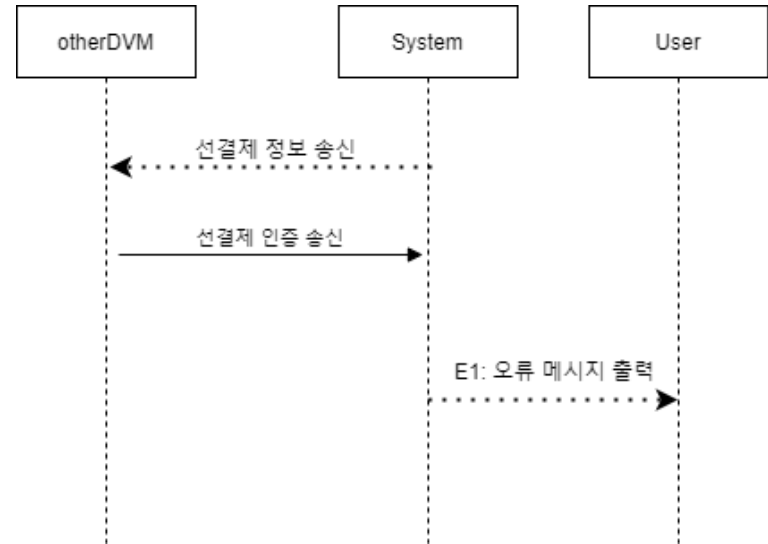 otherDVM
System
User
선결제 정보 송신
선결제 인증 송신
E1: 오류 메시지 출력